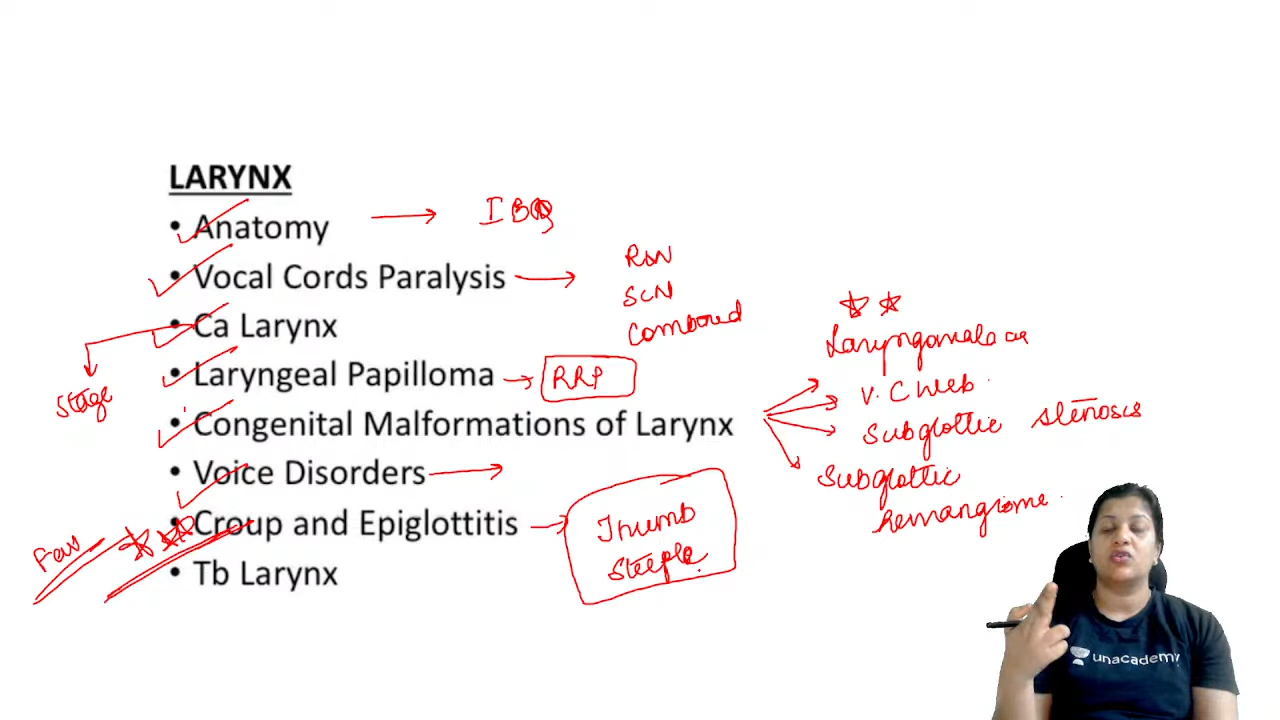 LARYNX
• Anatomy → IBQ
• Vocal Cords Paralysis → RLN
SLN
Combined
• Ca Larynx
Stage
• Laryngeal Papilloma → RRP
• Congenital Malformations of Larynx
Laryngomalacia
V.C Web
Subglottic stenosis
Subglottic
hemangioma
• Voice Disorders →
• Croup and Epiglottitis → Thumb
Steeple
Fav
• Tb Larynx
unacademy